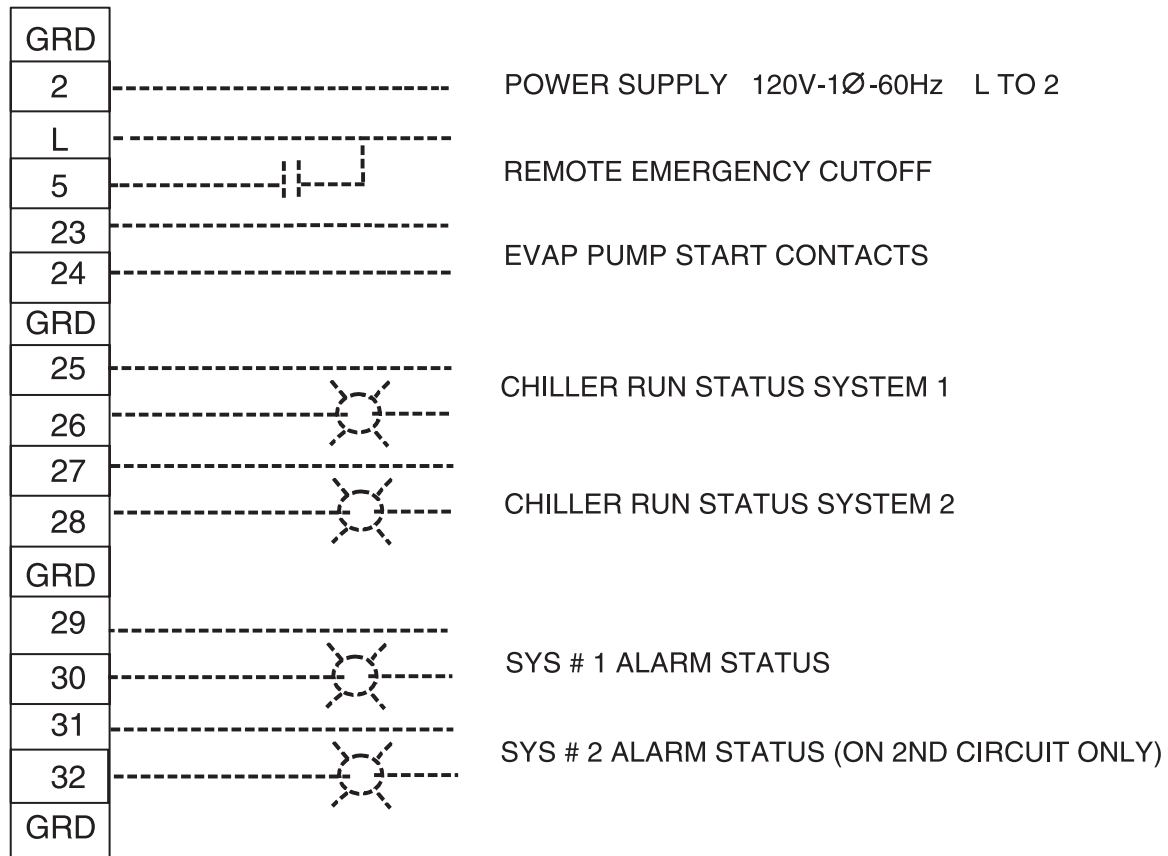 GRD
2 POWER SUPPLY 120V-1Ø-60Hz L TO 2
L
REMOTE EMERGENCY CUTOFF
5
23
EVAP PUMP START CONTACTS
24
GRD
25
CHILLER RUN STATUS SYSTEM 1
26
27
CHILLER RUN STATUS SYSTEM 2
28
GRD
29
SYS # 1 ALARM STATUS
30
31
SYS # 2 ALARM STATUS (ON 2ND CIRCUIT ONLY)
32
GRD